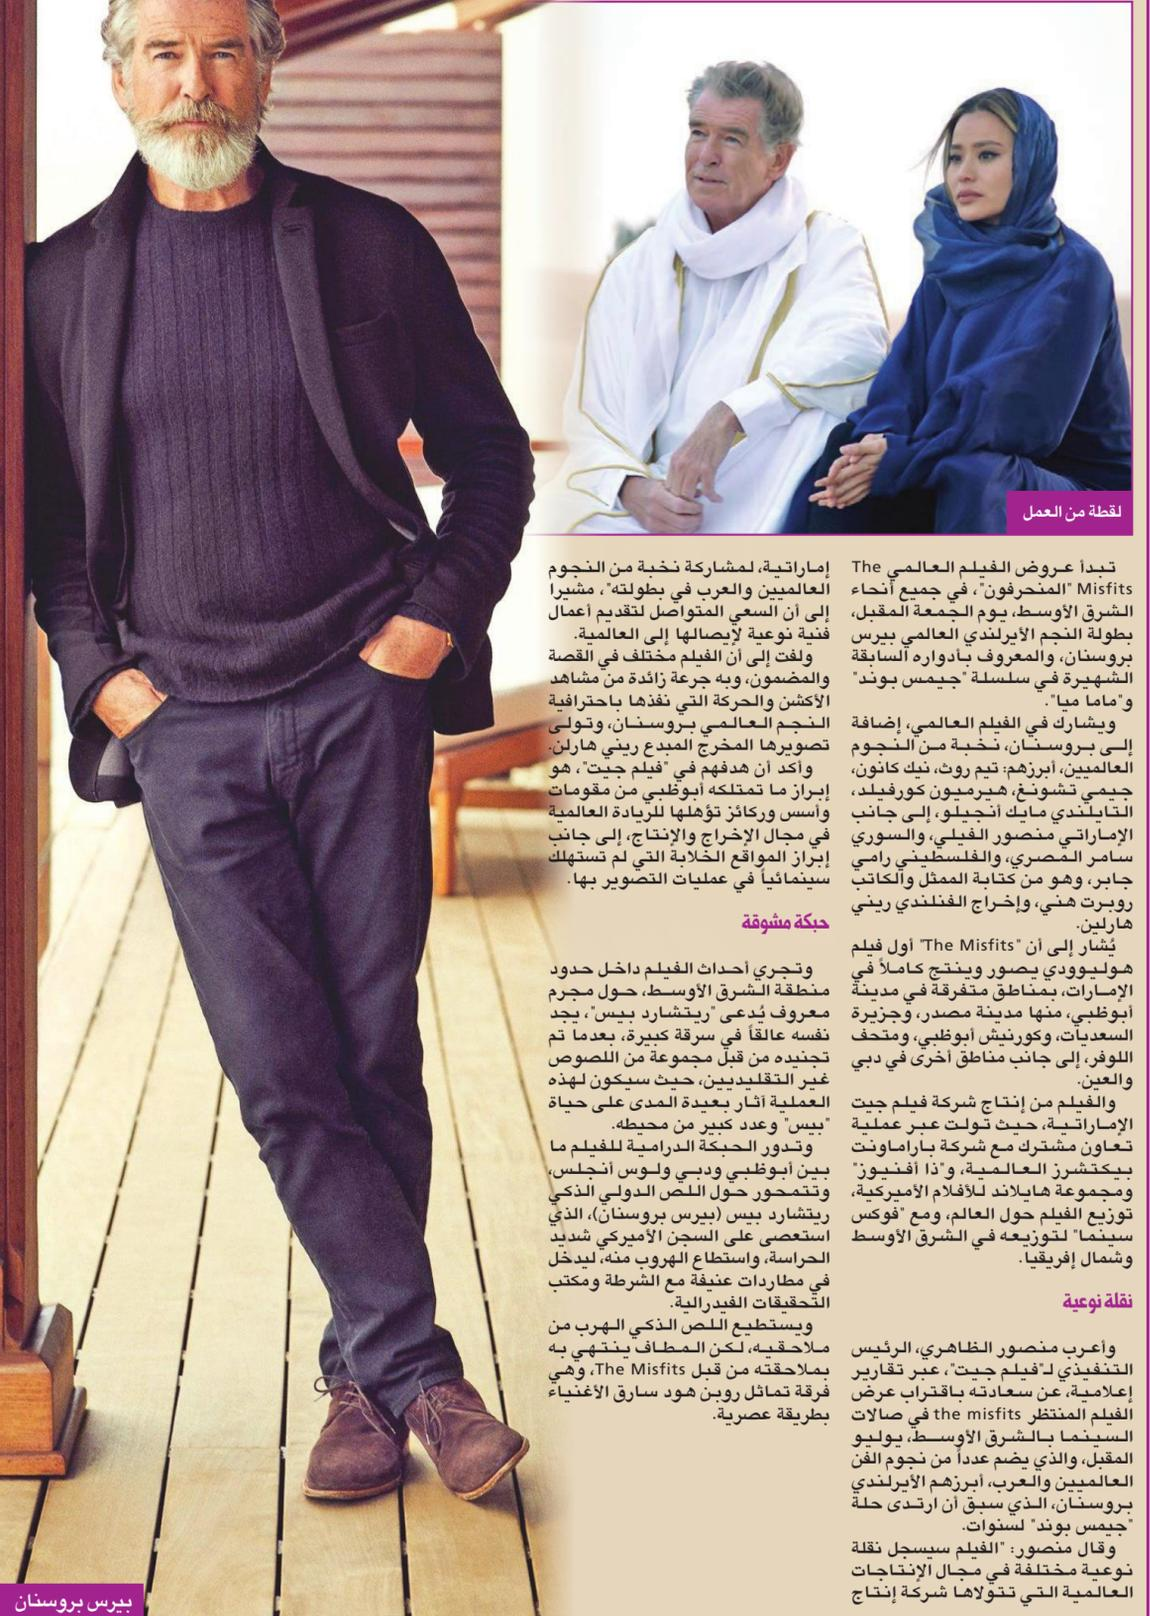 لقطة من العمل
تبدأ عروض الفيلم العالمي The
Misfits "المنحرفون"، في جميع أنحاء
الشرق الأوسط، يوم الجمعة المقبل،
بطولة النجم الأيرلندي العالمي بيرس
بروسنان، والمعروف بأدواره السابقة
الشهيرة في سلسلة "جيمس بوند"
و"ماما ميا".
ويشارك في الفيلم العالمي، إضافة
إلى بروسنان، نخبة من النجوم
العالميين، أبرزهم: تيم روث، نيك كانون،
جيمي تشونغ، هيرميون كورفيلد،
التايلندي مايك أنجيلو، إلى جانب
الإماراتي منصور الفيلي، والسوري
سامر المصري، والفلسطيني رامي
جابر، وهو من كتابة الممثل والكاتب
روبرت هني، وإخراج الفنلندي ريني
هارلين.
يُشار إلى أن "The Misfits" أول فيلم
هوليوودي يصور وينتج كاملاً في
الإمارات، بمناطق متفرقة في مدينة
أبوظبي، منها مدينة مصدر، وجزيرة
السعديات، وكورنيش أبوظبي، ومتحف
اللوفر، إلى جانب مناطق أخرى في دبي
والعين.
والفيلم من إنتاج شركة فيلم جيت
الإماراتية، حيث تولت عبر عملية
تعاون مشترك مع شركة باراماونت
بيكتشرز العالمية، و"ذا أفنيوز"
ومجموعة هايلاند للأفلام الأميركية،
توزيع الفيلم حول العالم، ومع "فوكس
سينما" لتوزيعه في الشرق الأوسط
وشمال إفريقيا.
نقلة نوعية
وأعرب منصور الظاهري، الرئيس
التنفيذي لـ"فيلم جيت"، عبر تقارير
إعلامية، عن سعادته باقتراب عرض
الفيلم المنتظر the misfits في صالات
السينما بالشرق الأوسط، يوليو
المقبل، والذي يضم عدداً من نجوم الفن
العالميين والعرب، أبرزهم الأيرلندي
بروسنان، الذي سبق أن ارتدى حلة
"جيمس بوند" لسنوات.
وقال منصور: "الفيلم سيسجل نقلة
نوعية مختلفة في مجال الإنتاجات
العالمية التي تتولاها شركة إنتاج
إماراتية، لمشاركة نخبة من النجوم
العالميين والعرب في بطولته"، مشيرا
إلى أن السعي المتواصل لتقديم أعمال
فنية نوعية لإيصالها إلى العالمية.
ولفت إلى أن الفيلم مختلف في القصة
والمضمون، وبه جرعة زائدة من مشاهد
الأكشن والحركة التي نفذها باحترافية
النجم العالمي بروسنان، وتولى
تصويرها المخرج المبدع ريني هارلن.
وأكد أن هدفهم في "فيلم جيت"، هو
إبراز ما تمتلكه أبوظبي من مقومات
وأسس وركائز تؤهلها للريادة العالمية
في مجال الإخراج والإنتاج، إلى جانب
إبراز المواقع الخلابة التي لم تستهلك
سينمائياً في عمليات التصوير بها.
حبكة مشوقة
وتجري أحداث الفيلم داخل حدود
منطقة الشرق الأوسط، حول مجرم
معروف يُدعى "ريتشارد بيس"، يجد
نفسه عالقاً في سرقة كبيرة، بعدما تم
تجنيده من قبل مجموعة من اللصوص
غير التقليديين، حيث سيكون لهذه
العملية آثار بعيدة المدى على حياة
"بيس" وعدد كبير من محيطه.
وتدور الحبكة الدرامية للفيلم ما
بين أبوظبي ودبي ولوس أنجلس،
وتتمحور حول اللص الدولي الذكي
ريتشارد بيس (بيرس بروسنان)، الذي
استعصى على السجن الأميركي شديد
الحراسة، واستطاع الهروب منه، ليدخل
في مطاردات عنيفة مع الشرطة ومكتب
التحقيقات الفيدرالية.
ويستطيع اللص الذكي الهرب من
ملاحقيه، لكن المطاف ينتهي به
بملاحقته من قبل The Misfits، وهي
فرقة تماثل روبن هود سارق الأغنياء
بطريقة عصرية.
بيرس بروسنان